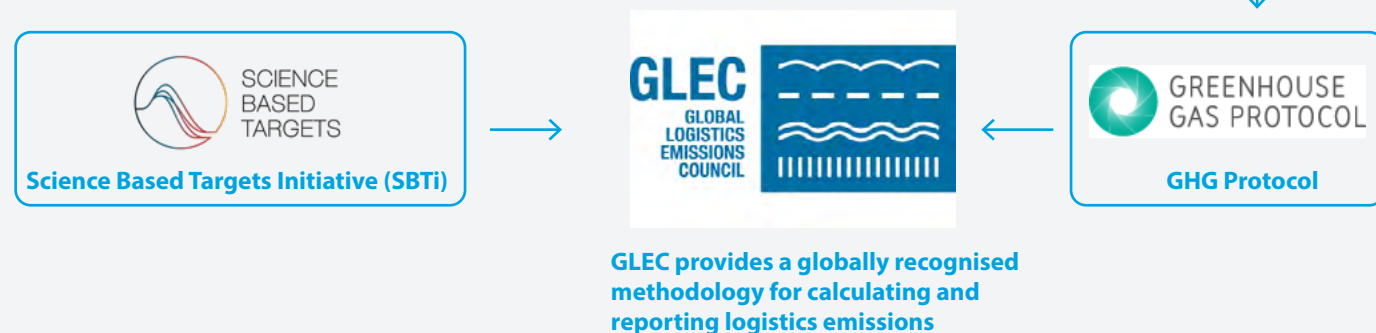 SCIENCE
BASED
TARGETS
Science Based Targets Initiative (SBTi)
GLEC
GLOBAL
LOGISTICS
EMISSIONS
COUNCIL
GLEC provides a globally recognised
methodology for calculating and
reporting logistics emissions
GREENHOUSE
GAS PROTOCOL
GHG Protocol